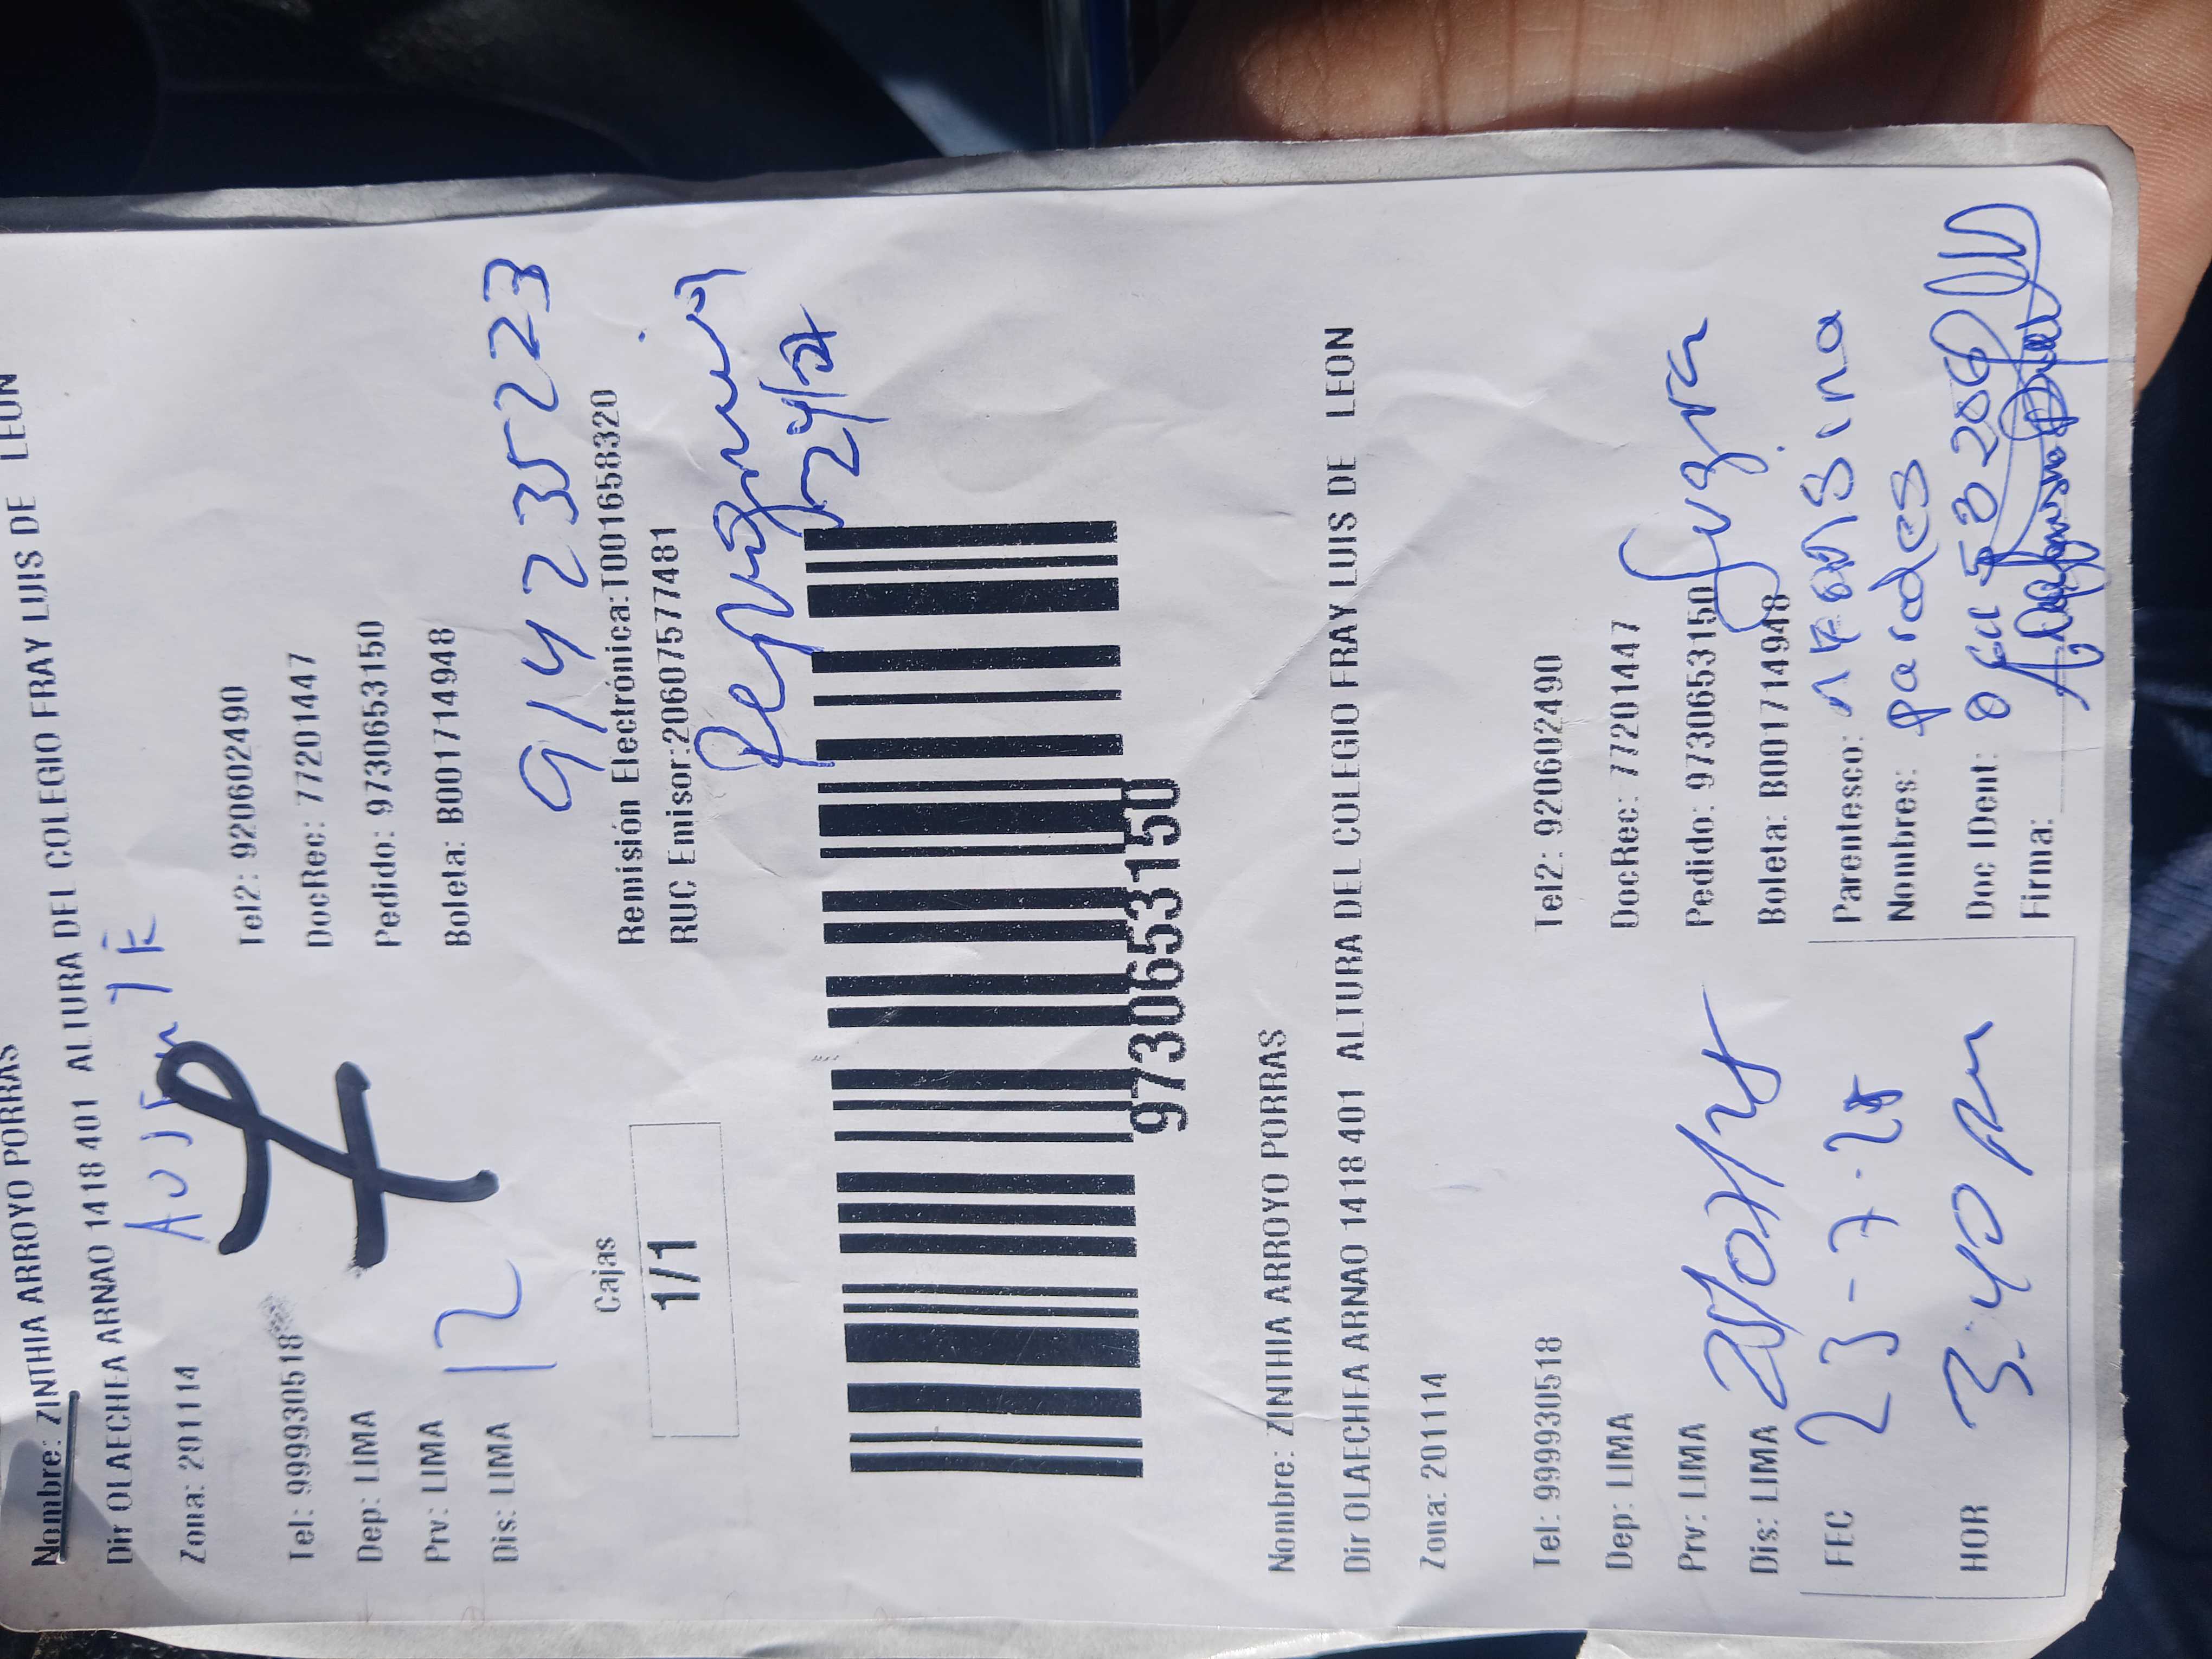 Nombre: ZINTHIA ARROYO PORRAS
Dir OLAECHEA ARNAO 1418 401 ALTURA DEL COLEGIO FRAY LUIS DE LEON
Zona: 201114
Tel: 999930518
Tel2: 920602490
Dep: LIMA
DocRec: 77201447
Prv: LIMA
Pedido: 9730653150
Dis: LIMA
Boleta: B001714948
12
914235223
Cajas
1/1
Remisión Electrónica: T001658320
RUC Emisor: 20607577481
24/7
9730653150
Nombre: ZINTHIA ARROYO PORRAS
Dir OLAECHEA ARNAO 1418 401 ALTURA DEL COLEGIO FRAY LUIS DE LEON
Zona: 201114
Tel: 999930518
Tel2: 920602490
Dep: LIMA
DocRec: 77201447
Prv: LIMA
Pedido: 9730653150
Dis: LIMA
Boleta: B001714948
FEC 23-7-25
Parentesco:
Nombres: paredes
HOR 3:40 Pm
Doc IDent:
Firma: